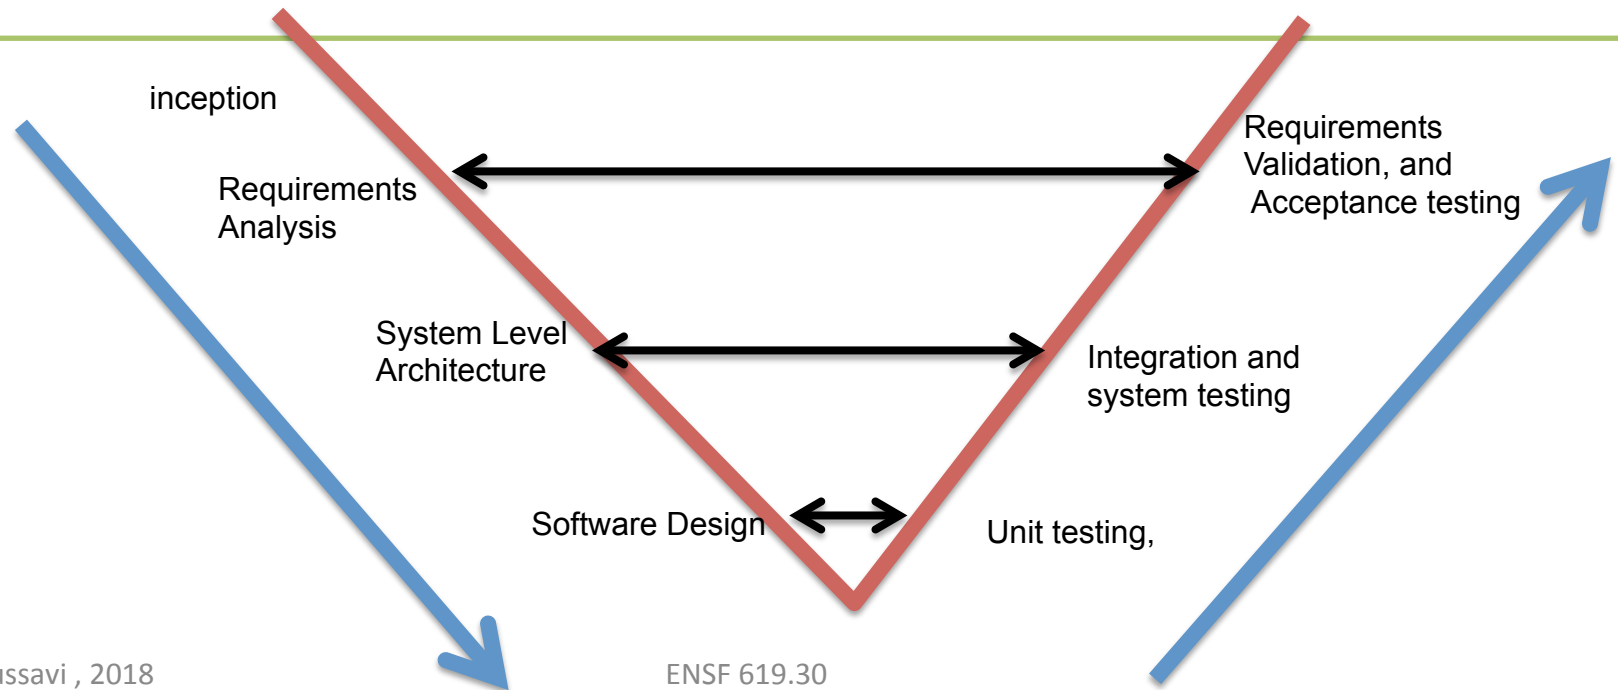 inception
Requirements
Analysis
Requirements
Validation, and
Acceptance testing
System Level
Architecture
Integration and
system testing
Software Design
Unit testing,
ussavi , 2018
ENSF 619.30